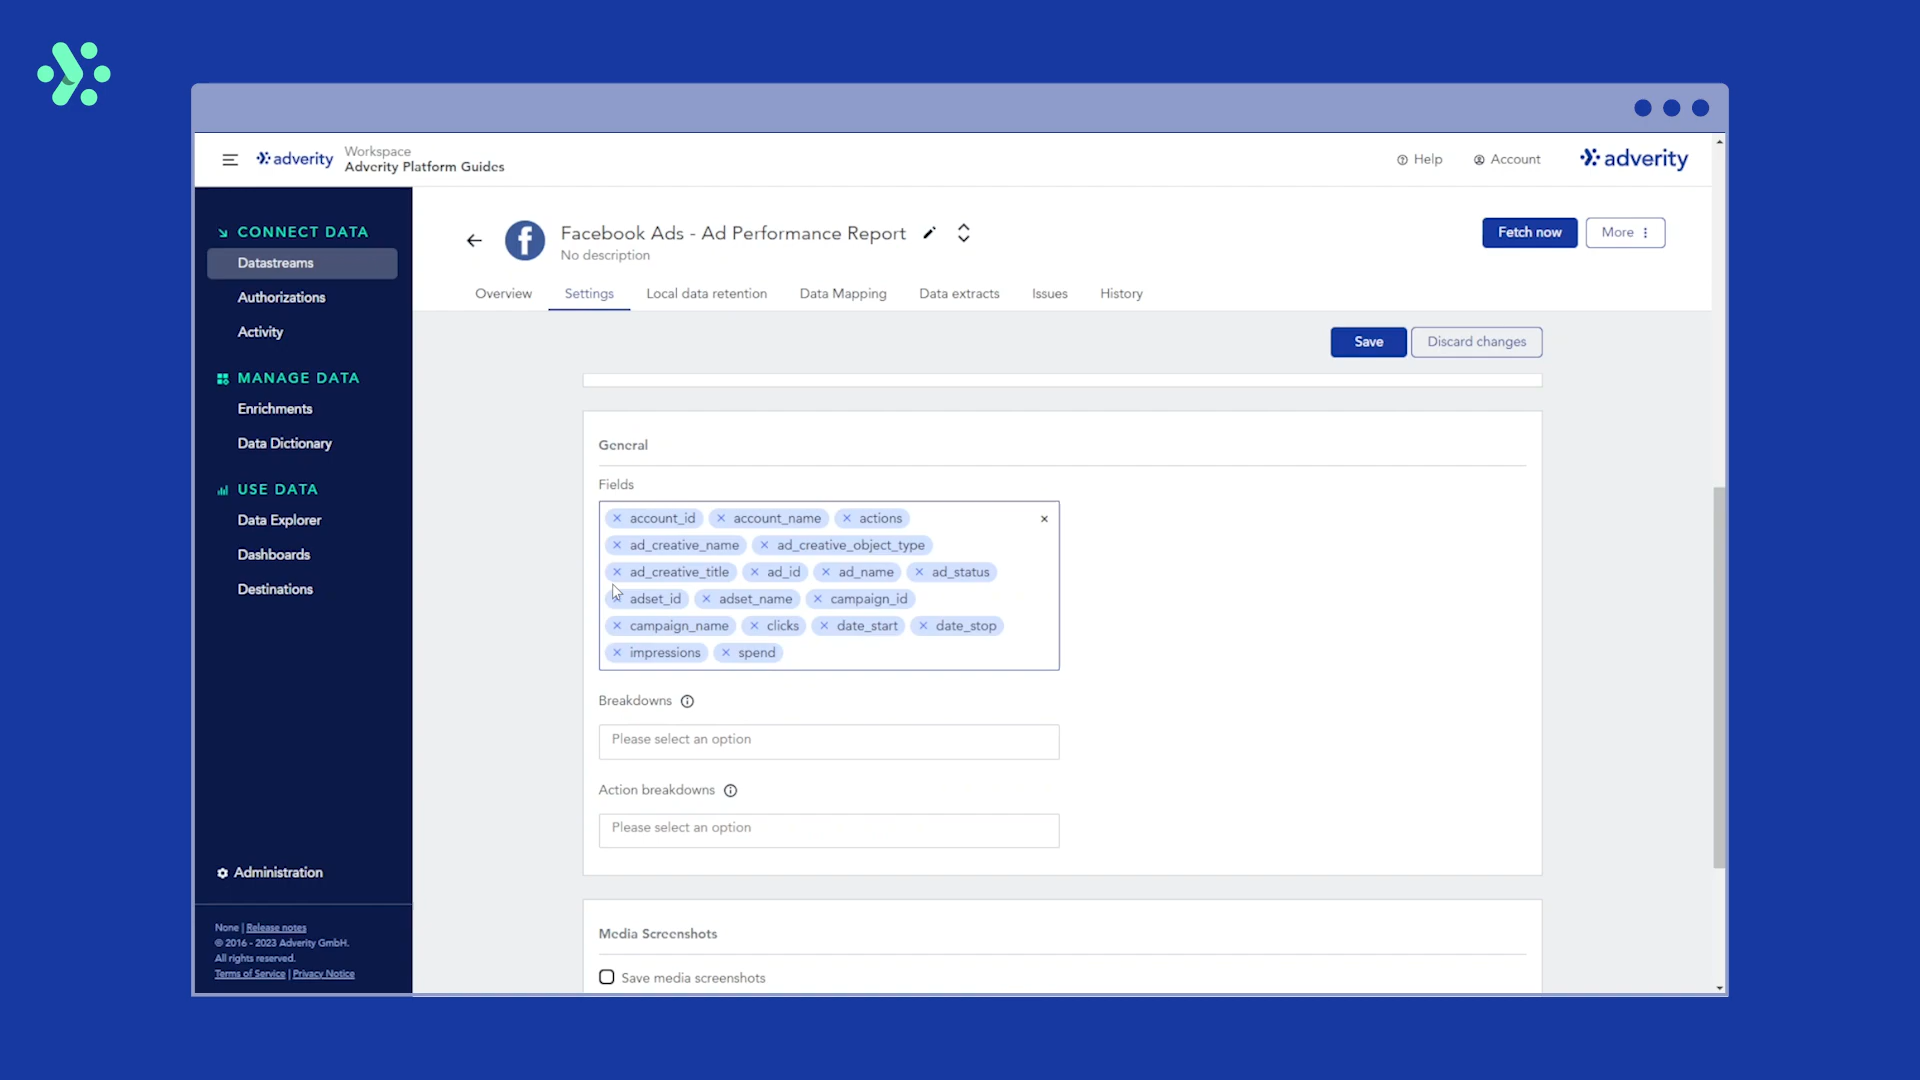 adverity
Workspace
Adverity Platform Guides
Help
Account
adverity
CONNECT DATA
Datastreams
Authorizations
Activity
MANAGE DATA
Enrichments
Data Dictionary
USE DATA
Data Explorer
Dashboards
Destinations
Administration
None | Release notes
© 2016 - 2023 Adverity GmbH.
All rights reserved.
Terms of Service | Privacy Notice
Facebook Ads - Ad Performance Report
No description
Fetch now
More
Overview Settings Local data retention Data Mapping Data extracts Issues History
Save
Discard changes
General
Fields
account_id account_name actions
ad_creative_name ad_creative_object_type
ad_creative_title ad_id ad_name ad_status
adset_id adset_name campaign_id
campaign_name clicks date_start date_stop
impressions spend
Breakdowns
Please select an option
Action breakdowns
Please select an option
Media Screenshots
Save media screenshots